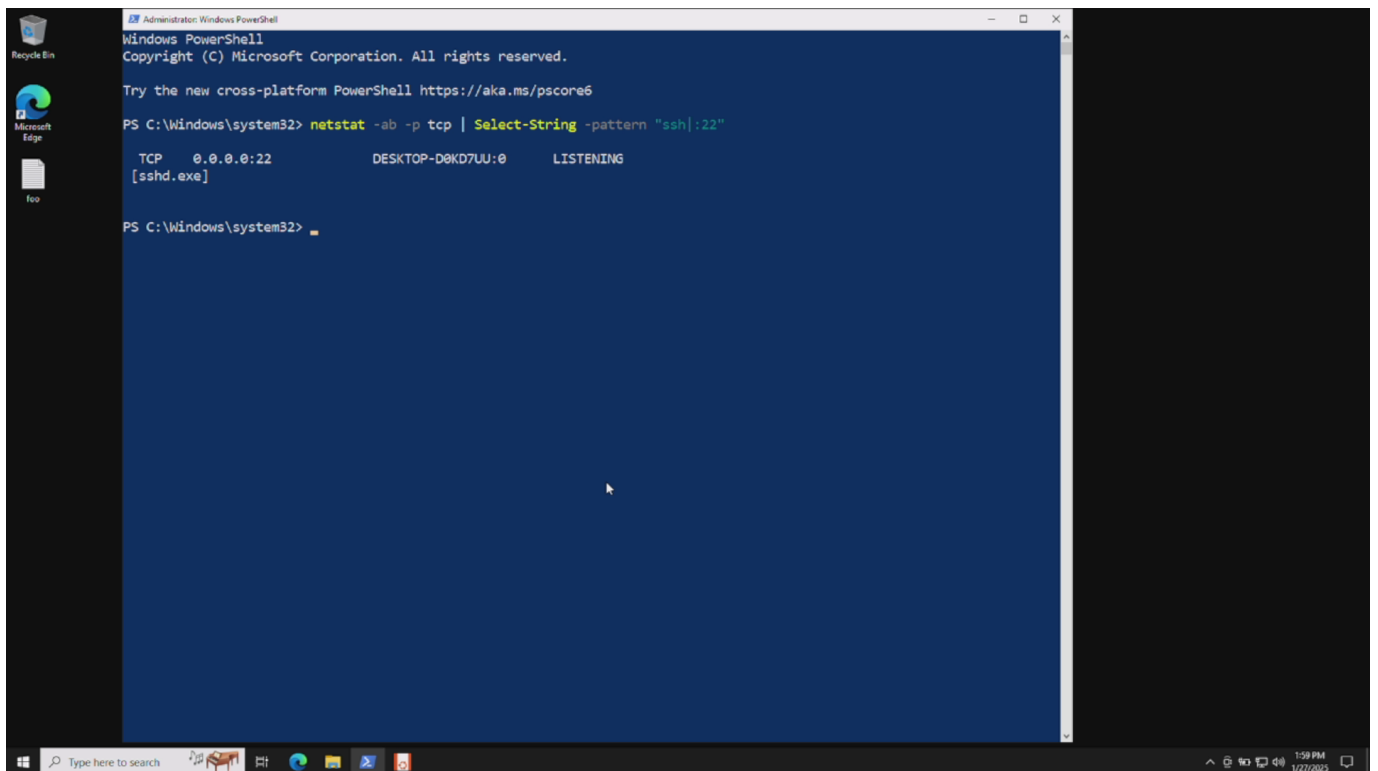 Recycle Bin
Microsoft
Edge
foo
Administrator: Windows PowerShell
Windows PowerShell
Copyright (C) Microsoft Corporation. All rights reserved.
Try the new cross-platform PowerShell https://aka.ms/pscore6
PS C:\Windows\system32> netstat -ab -p tcp | Select-String -pattern "ssh|:22"
TCP    0.0.0.0:22             DESKTOP-D0KD7UU:0      LISTENING
[sshd.exe]
PS C:\Windows\system32>
Type here to search
1:59 PM
1/27/2025